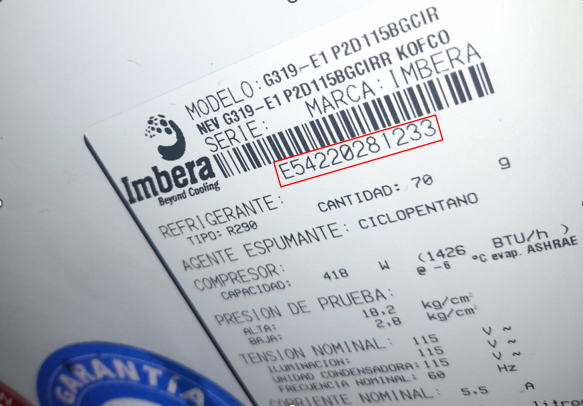 MODELO: G319-E1 P2D115BGCIR
NEV G319-E1 P2D115BGCIRR KOFCO
SERIE: MARCA: IMBERA
E54220281233
Imbera
Beyond Cooling
REFRIGERANTE:
TIPO: R290 CANTIDAD: 70 g
AGENTE ESPUMANTE: CICLOPENTANO
COMPRESOR:
CAPACIDAD: 418 W (1426 BTU/h )
@ -6 °C evap. ASHRAE
PRESION DE PRUEBA:
ALTA: 18.2 kg/cm²
BAJA: 2.8 kg/cm²
TENSION NOMINAL: 115 V ~
ILUMINACION: 115 V ~
UNIDAD CONDENSADORA: 115 V ~
FRECUENCIA NOMINAL: 60 Hz
CORRIENTE NOMINAL: 5.5 A
GARANTIA